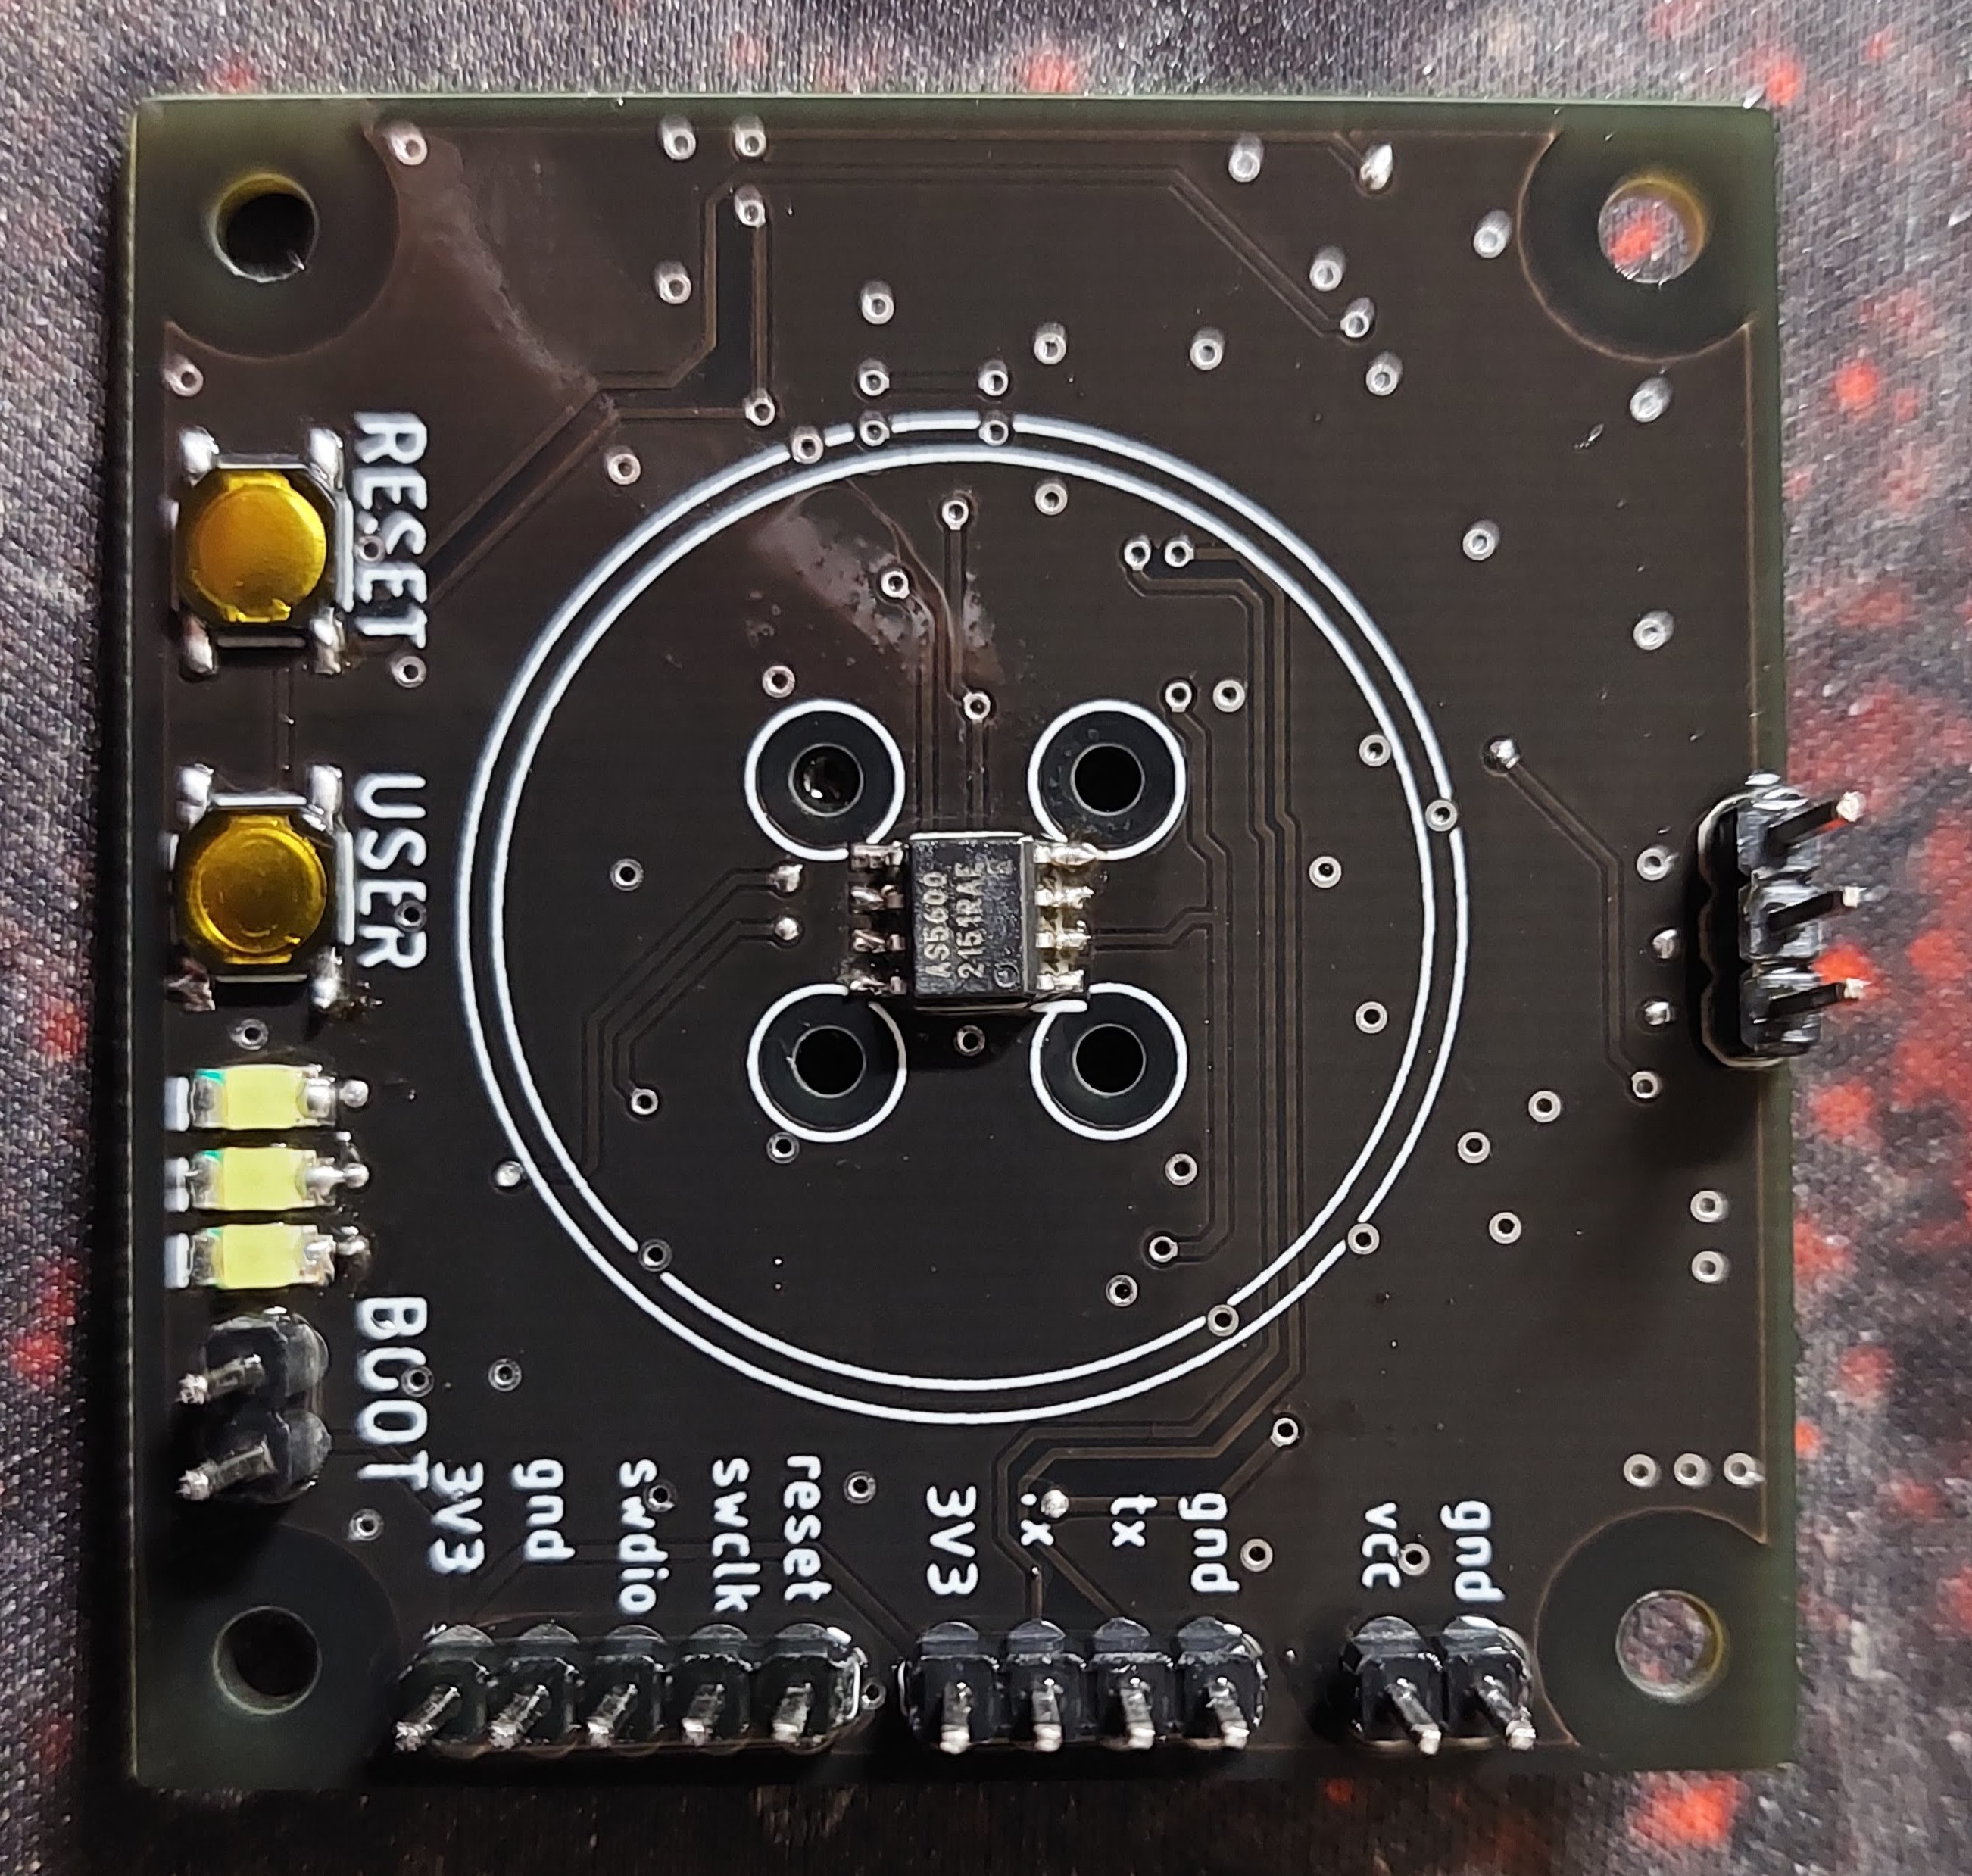 RESET
USER
BOOT
AS5600
2151RAE
3v3
gnd
swdio
swclk
reset
3v3
rx
tx
gnd
vcc
gnd